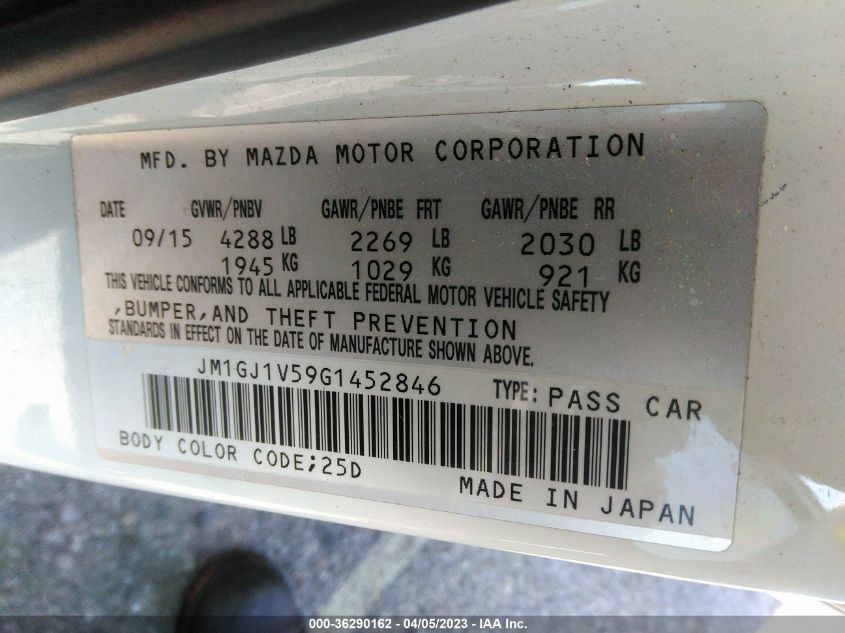 MFD. BY MAZDA MOTOR CORPORATION
DATE GVWR/PNBV GAWR/PNBE FRT GAWR/PNBE RR
09/15 4288 LB 2269 LB 2030 LB
1945 KG 1029 KG 921 KG
THIS VEHICLE CONFORMS TO ALL APPLICABLE FEDERAL MOTOR VEHICLE SAFETY
,BUMPER,AND THEFT PREVENTION
STANDARDS IN EFFECT ON THE DATE OF MANUFACTURE SHOWN ABOVE.
JM1GJ1V59G1452846 TYPE: PASS CAR
BODY COLOR CODE;25D
MADE IN JAPAN
000-36290162 - 04/05/2023 - IAA Inc.